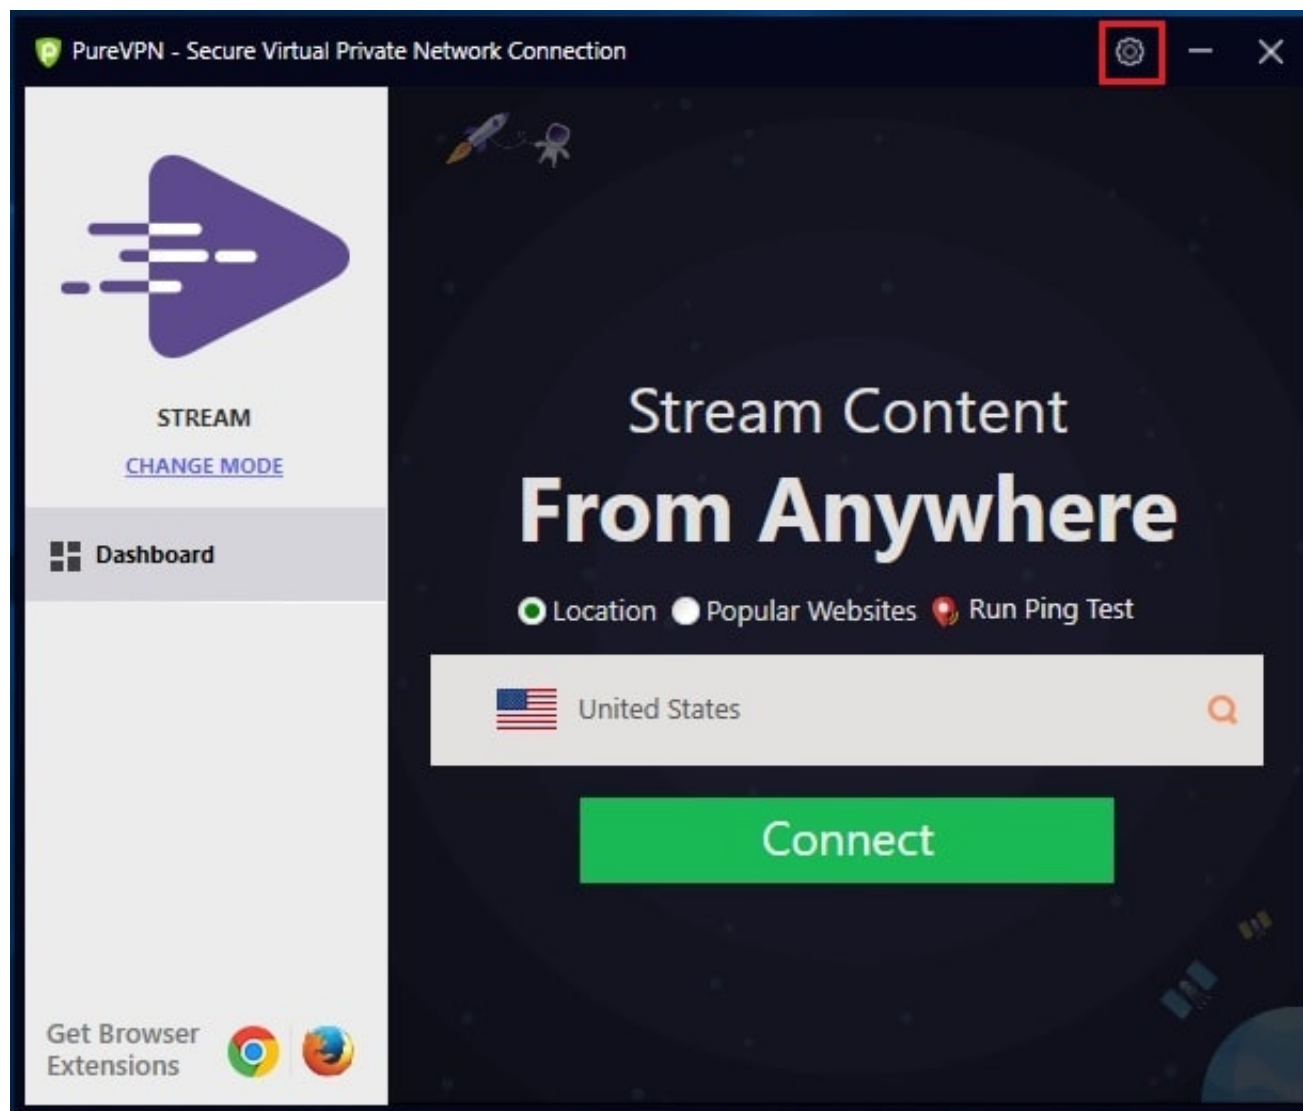 PureVPN - Secure Virtual Private Network Connection
STREAM
CHANGE MODE
Dashboard
Get Browser
Extensions
Stream Content
From Anywhere
Location Popular Websites Run Ping Test
United States
Connect